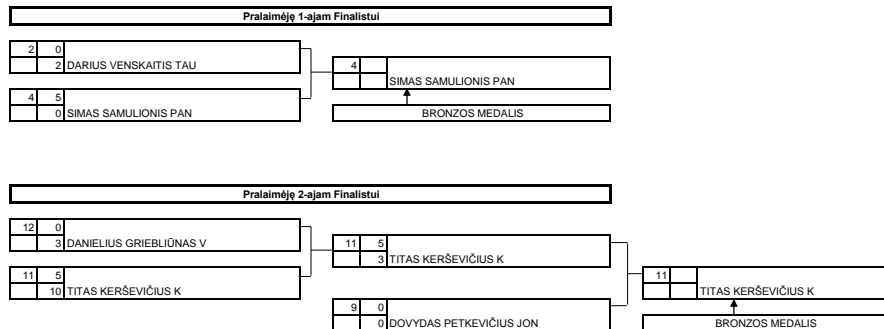 Pralaimėję 1-ajam Finalistui
2 0
2 DARIUS VENSKAITIS TAU
4
SIMAS SAMULIONIS PAN
4 5
0 SIMAS SAMULIONIS PAN
BRONZOS MEDALIS
Pralaimėję 2-ajam Finalistui
12 0
3 DANIELIUS GRIEBLIŪNAS V
11 5
3 TITAS KERŠEVIČIUS K
11 5
10 TITAS KERŠEVIČIUS K
11
TITAS KERŠEVIČIUS K
9 0
0 DOVYDAS PETKEVIČIUS JON
BRONZOS MEDALIS